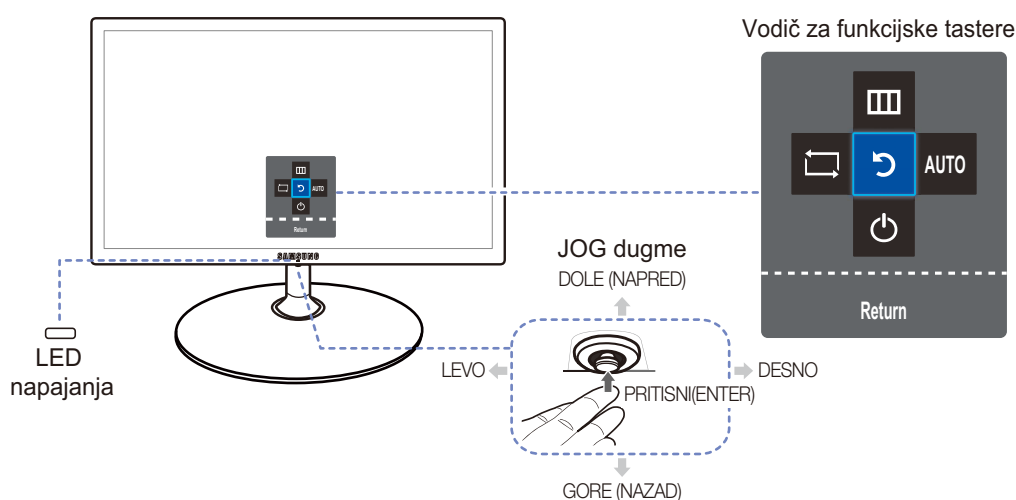 Vodič za funkcijske tastere
AUTO
Return
AUTO
Return
SAMSUNG
JOG dugme
DOLE (NAPRED)
LED
napajanja
LEVO
DESNO
PRITISNI(ENTER)
GORE (NAZAD)